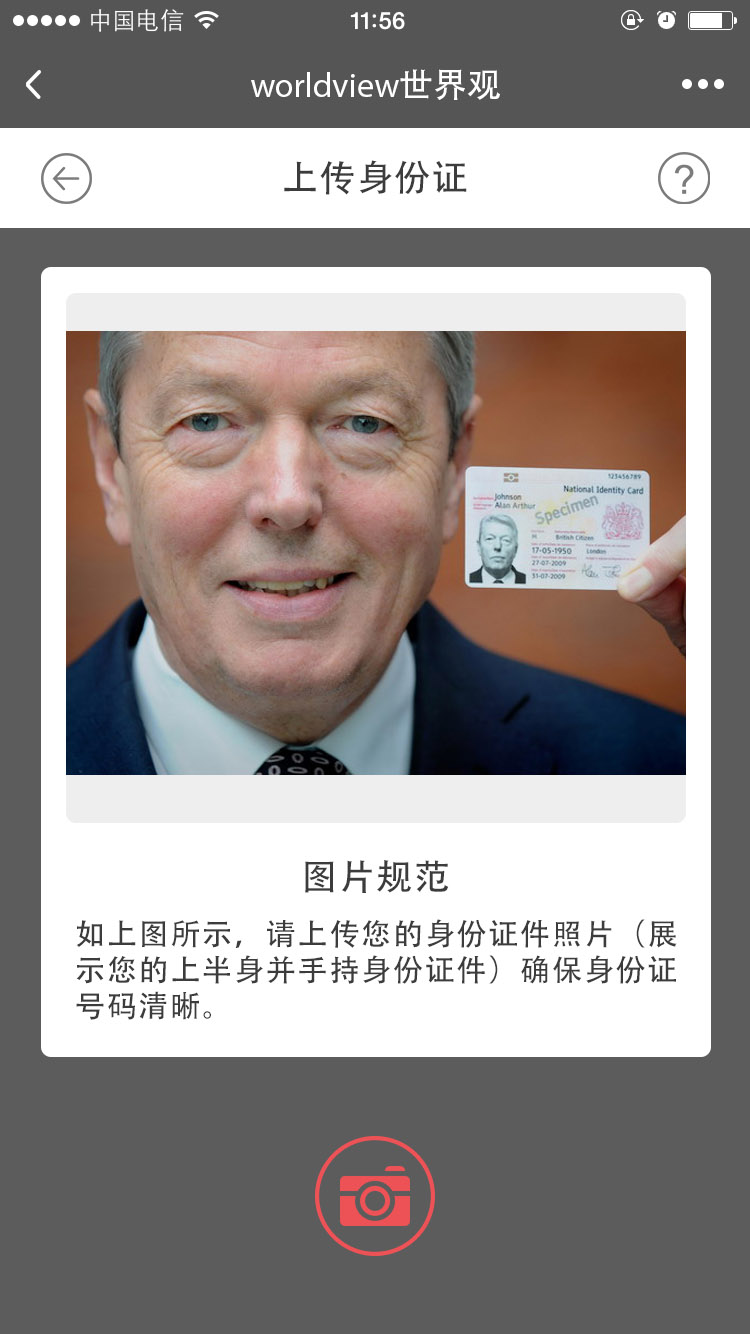 中国电信
11:56
worldview世界观
上传身份证
?
123456789
National Identity Card
Johnson
Alan Arthur
Specimen
M
British Citizen
17-05-1950
London
27-07-2009
31-07-2009
图片规范
如上图所示，请上传您的身份证件照片（展
示您的上半身并手持身份证件）确保身份证
号码清晰。